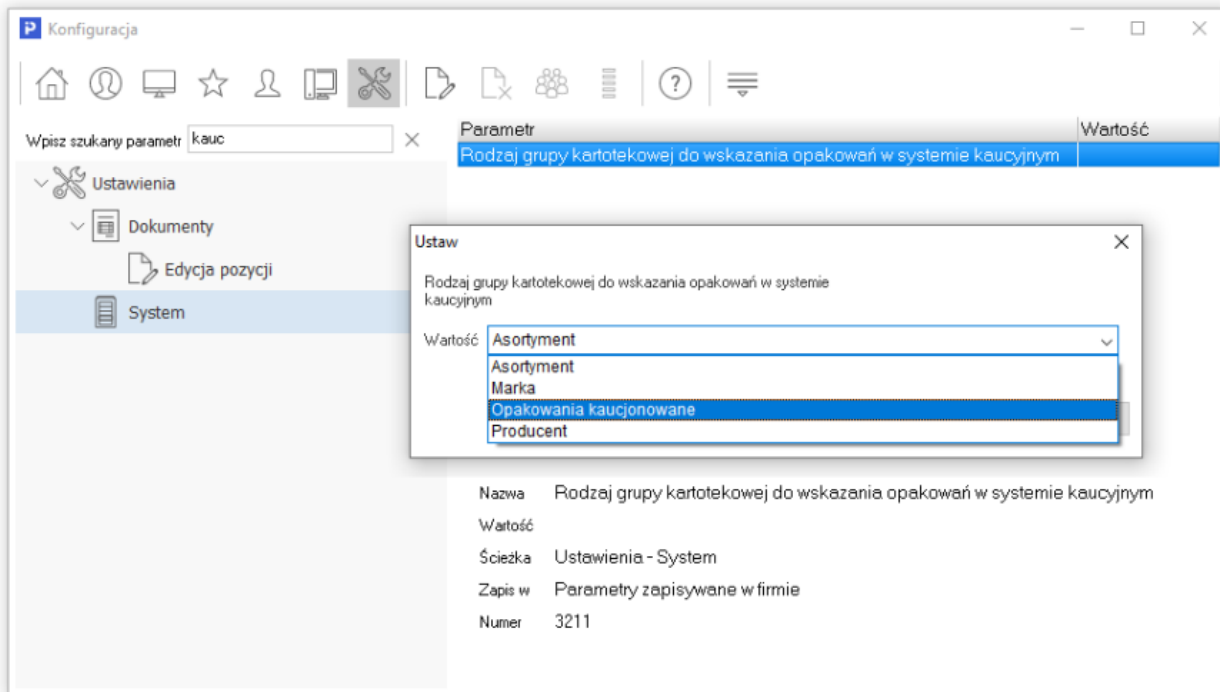 Konfiguracja
Wpisz szukany parametr kauc
Ustawienia
Dokumenty
Edycja pozycji
System
Parametr Wartość
Rodzaj grupy kartotekowej do wskazania opakowań w systemie kaucyjnym
Ustaw
Rodzaj grupy kartotekowej do wskazania opakowań w systemie
kaucyjnym
Wartość Asortyment
Asortyment
Marka
Opakowania kaucjonowane
Producent
Nazwa Rodzaj grupy kartotekowej do wskazania opakowań w systemie kaucyjnym
Wartość
Ścieżka Ustawienia - System
Zapis w Parametry zapisywane w firmie
Numer 3211